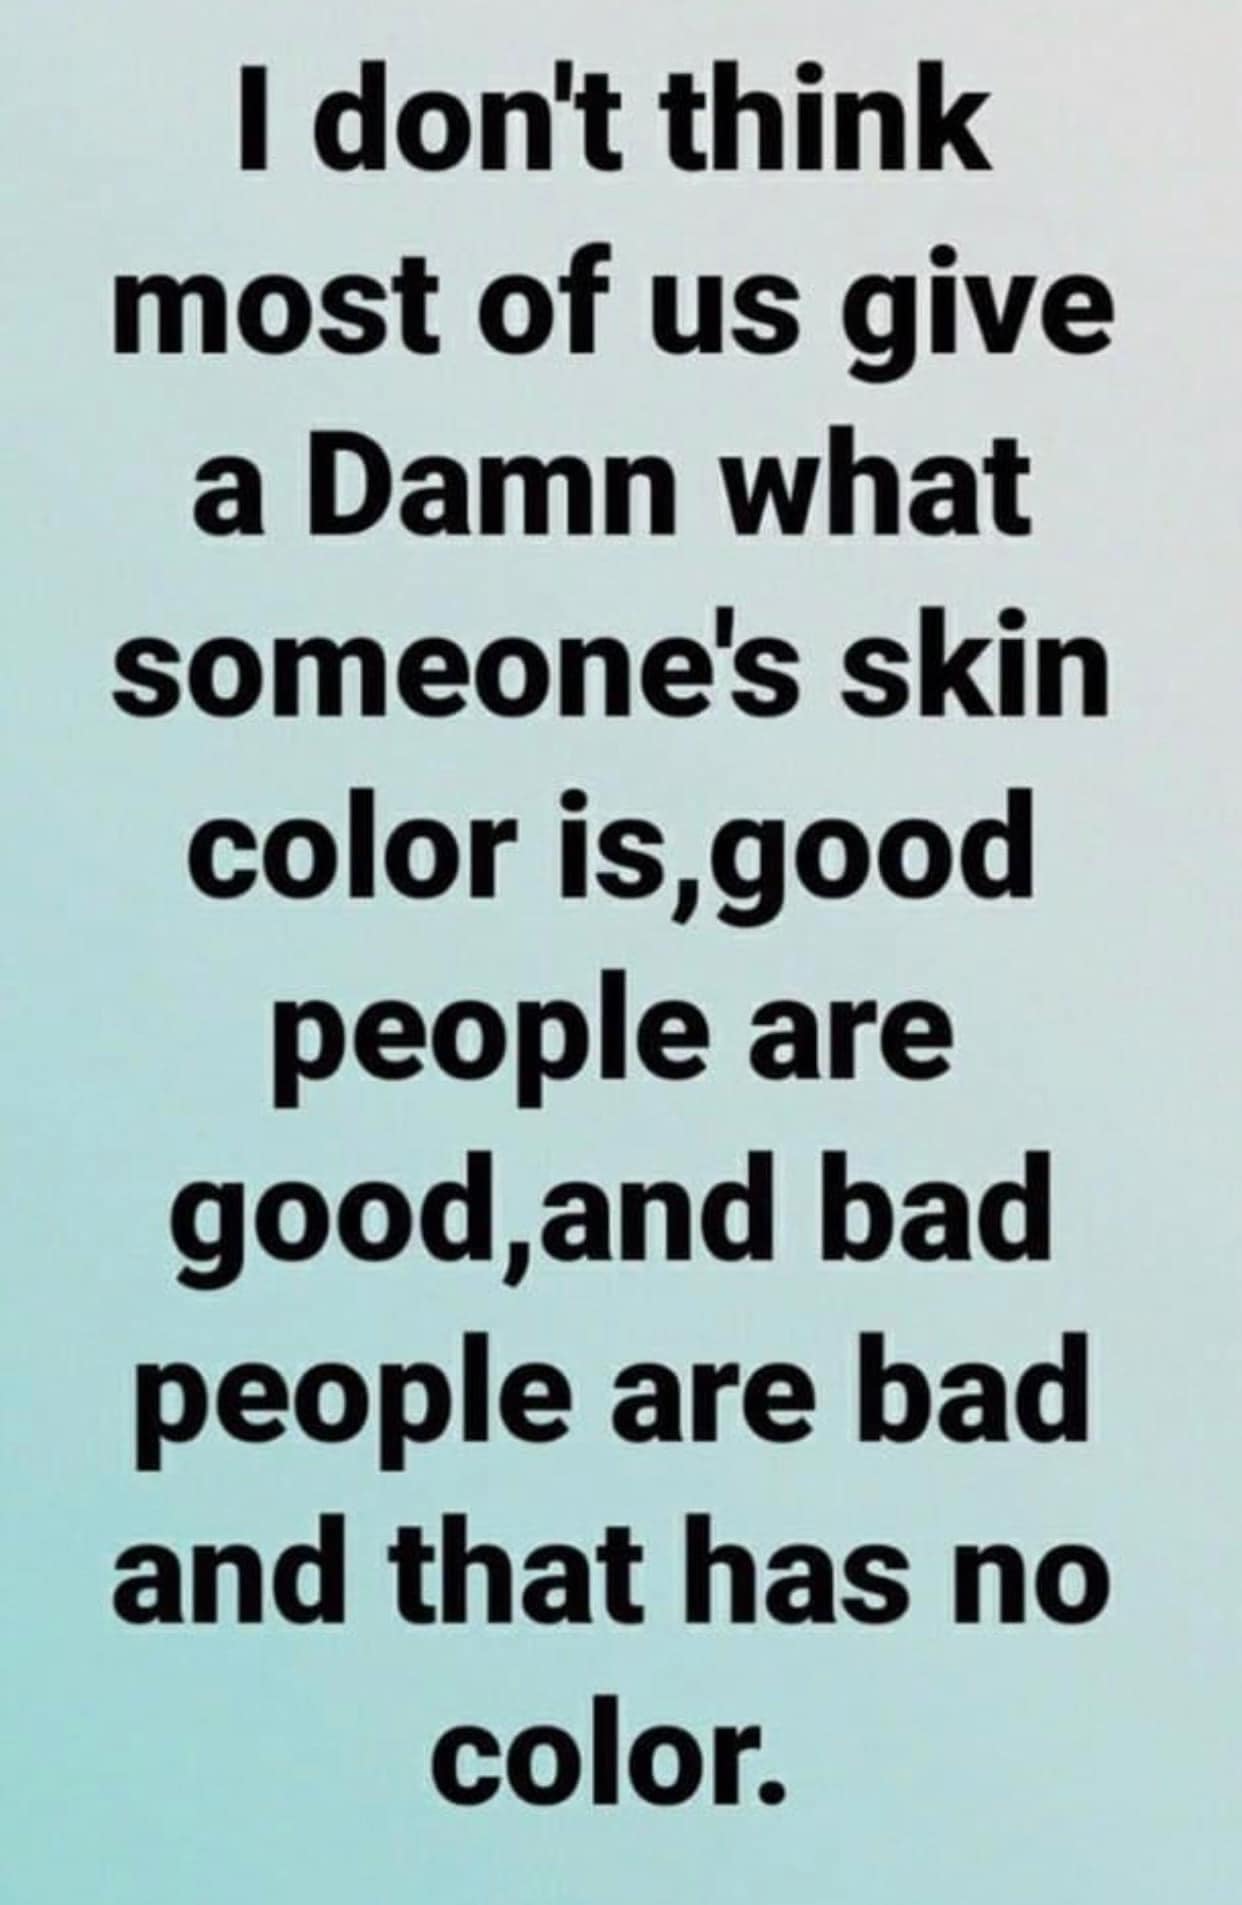 I don't think
most of us give
a Damn what
someone's skin
color is,good
people are
good,and bad
people are bad
and that has no
color.